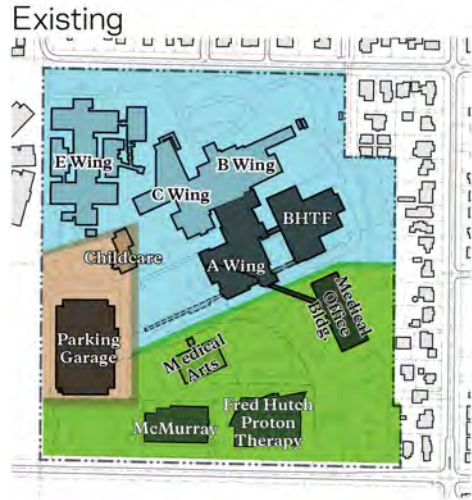 Existing
E Wing
B Wing
C Wing
BHTF
Childcare
A Wing
Medical
Office
Bldg.
Parking
Garage
Medical
Arts
Fred Hutch
Proton
Therapy
McMurray